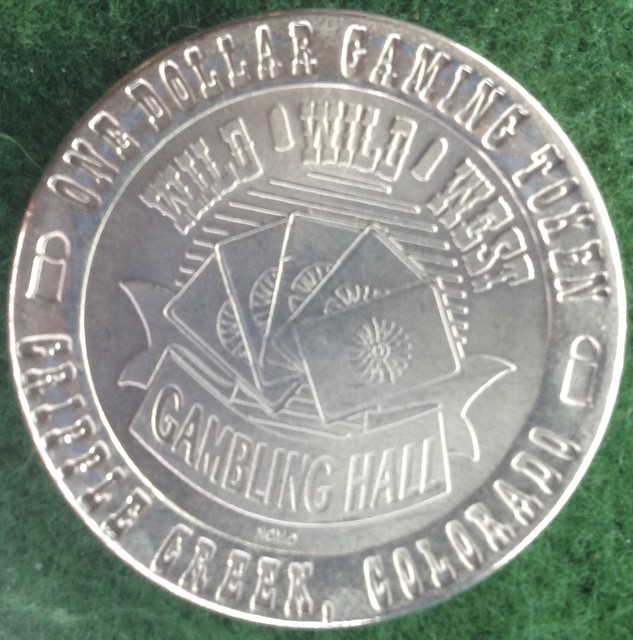 ONE DOLLAR GAMING TOKEN
WILD WILD WEST
GAMBLING HALL
CRIPPLE CREEK, COLORADO